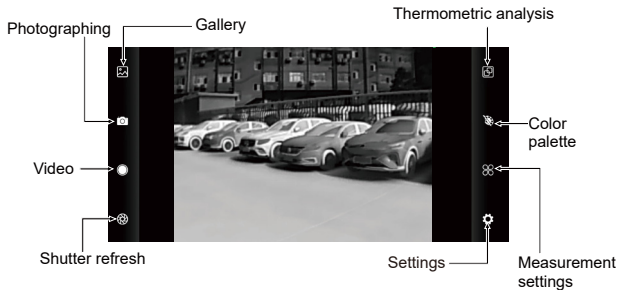 Thermometric analysis
Photographing
Gallery
Color
palette
Video
Shutter refresh
Settings
Measurement
settings